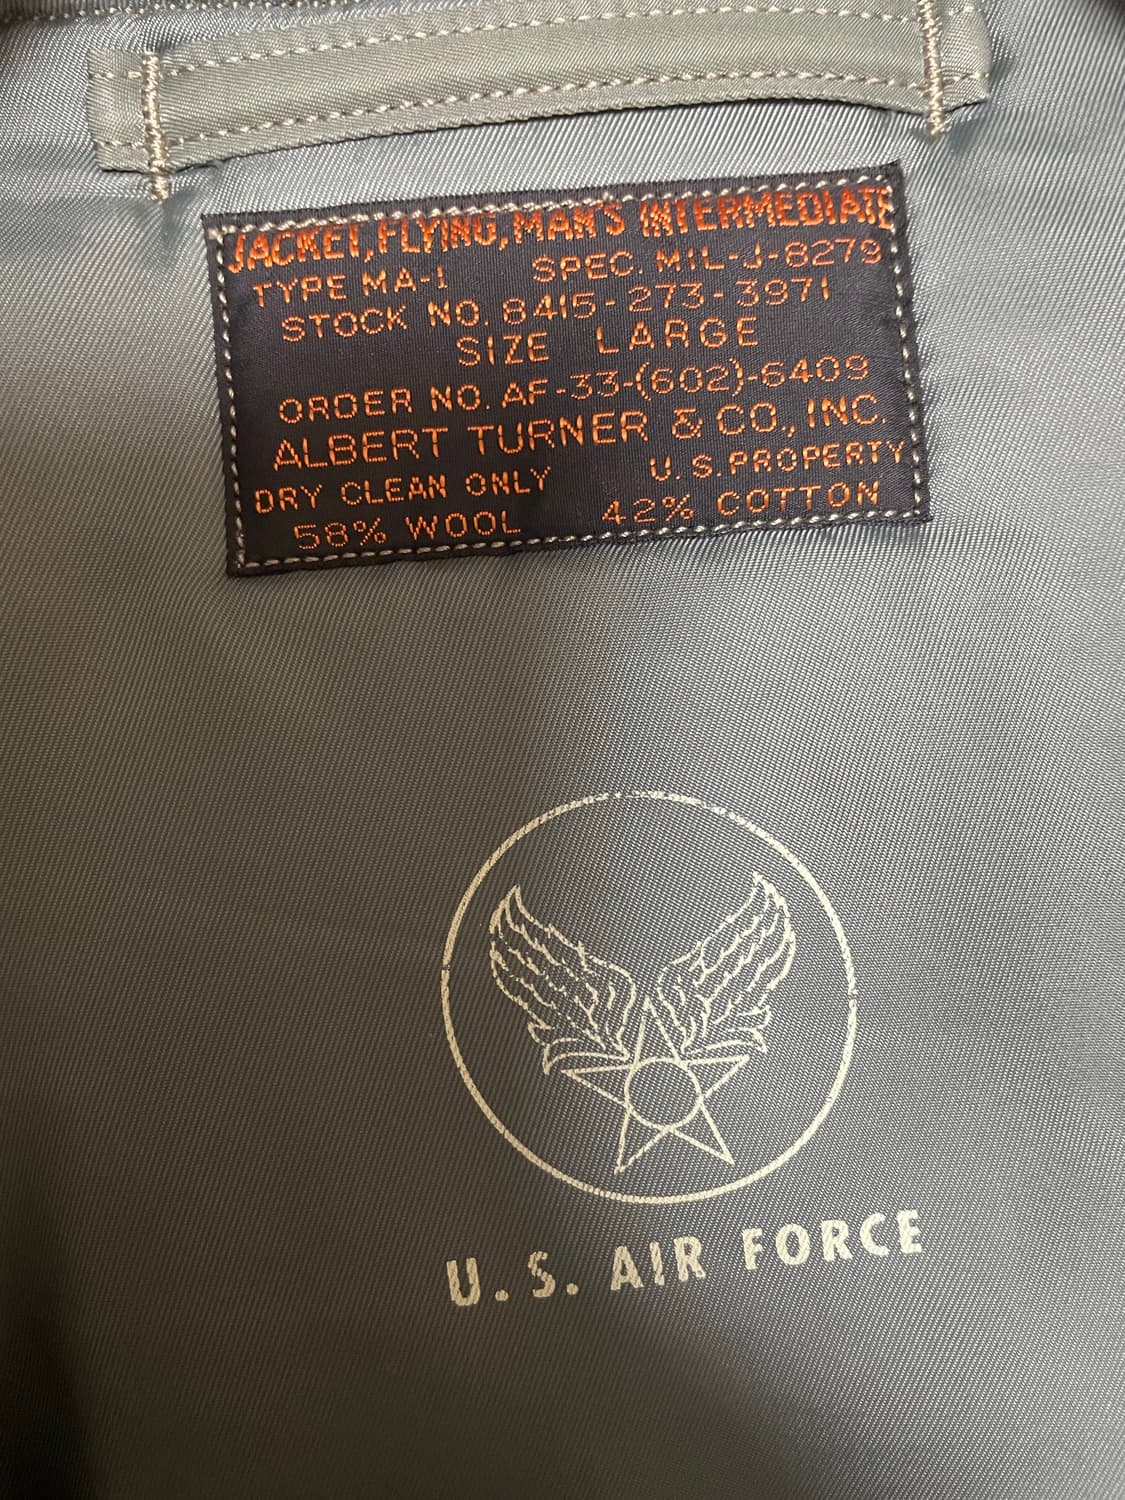 JACKET, FLYING, MAN'S INTERMEDIATE
TYPE MA-1 SPEC. MIL-J-8279
STOCK NO. 8415-273-3971
SIZE LARGE
ORDER NO. AF-33-(602)-6409
ALBERT TURNER & CO., INC.
DRY CLEAN ONLY U.S. PROPERTY
58% WOOL 42% COTTON
U.S. AIR FORCE